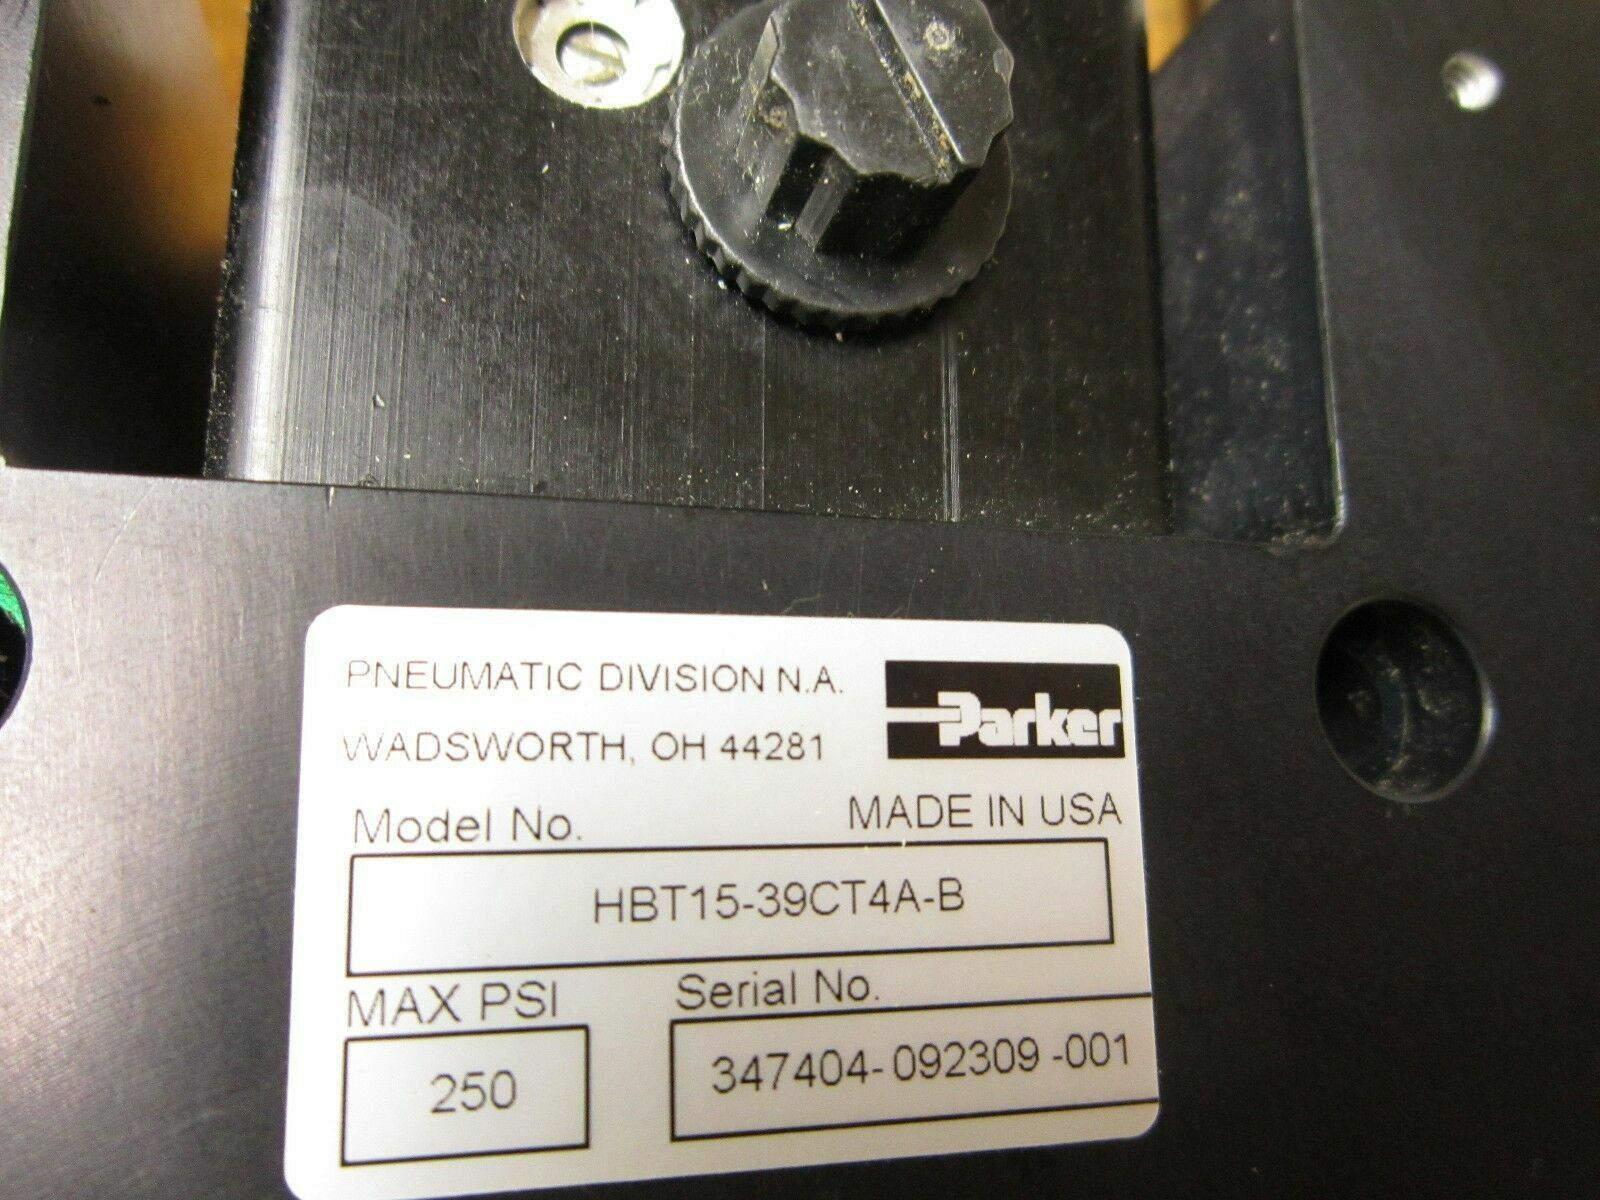 PNEUMATIC DIVISION N.A.
WADSWORTH, OH 44281
Parker
Model No.
MADE IN USA
HBT15-39CT4A-B
MAX PSI
Serial No.
250
347404-092309-001